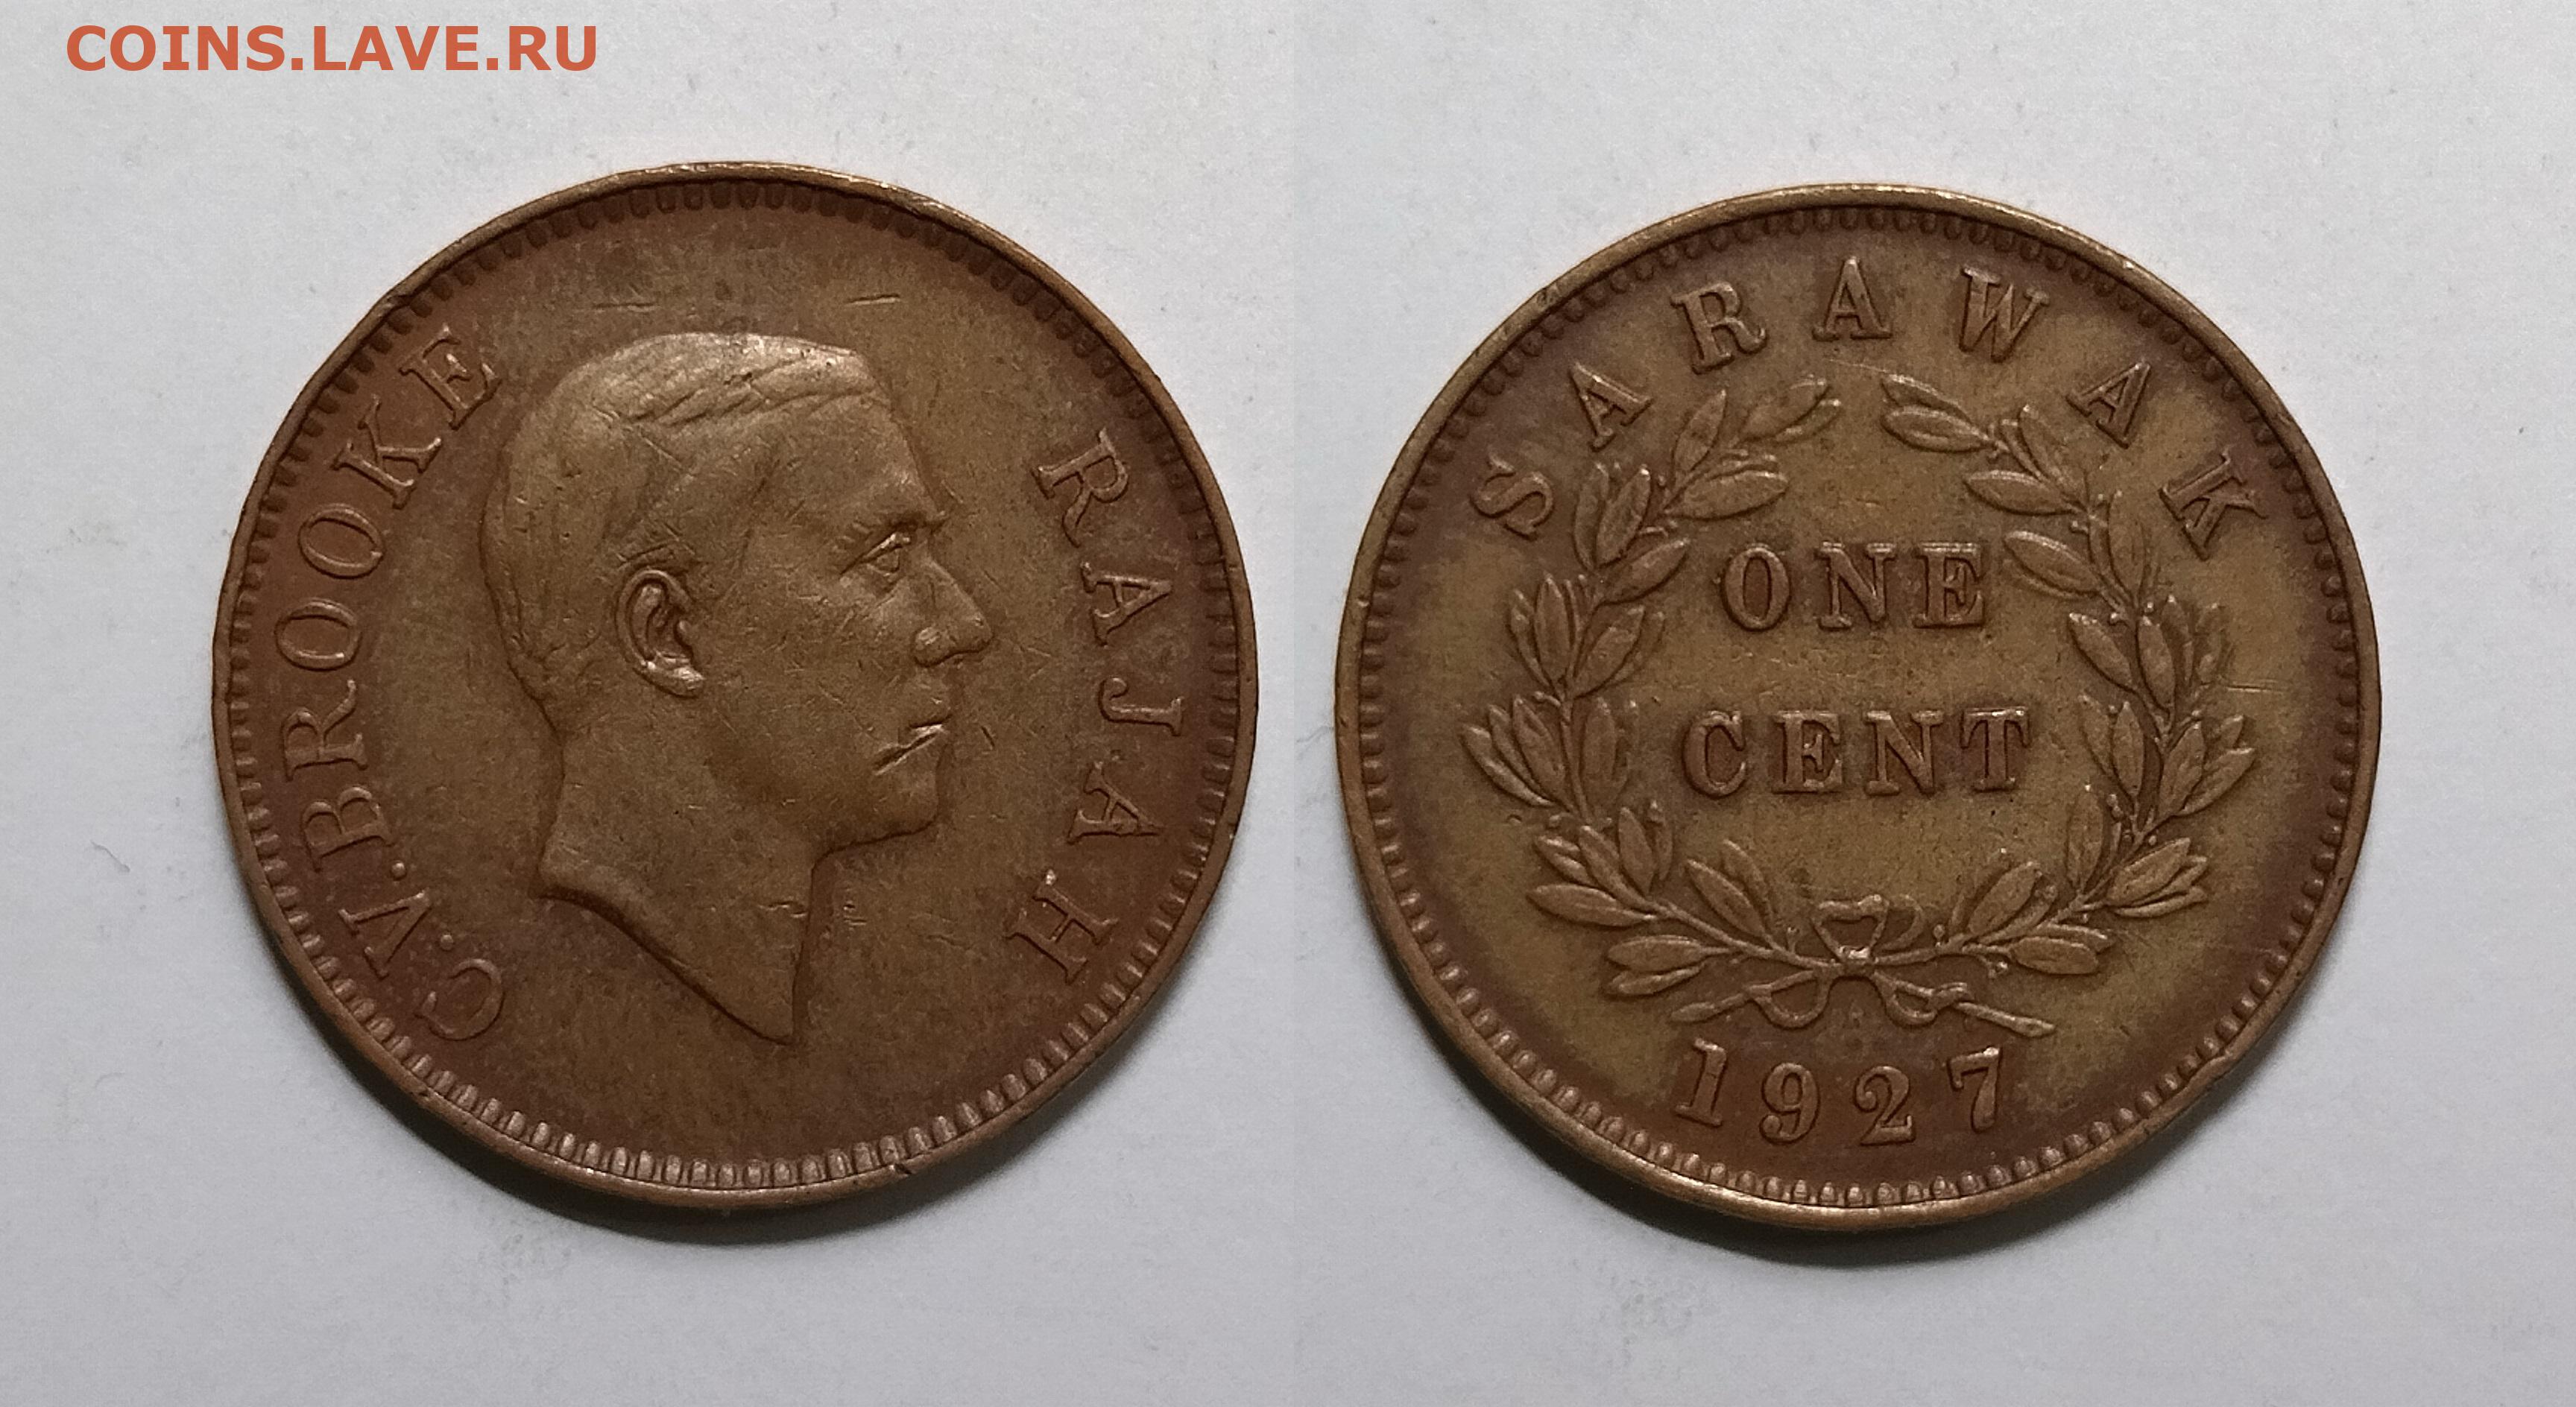 COINS.LAVE.RU
C.V.BROOKE RAJAH
SARAWAK
ONE
CENT
1927